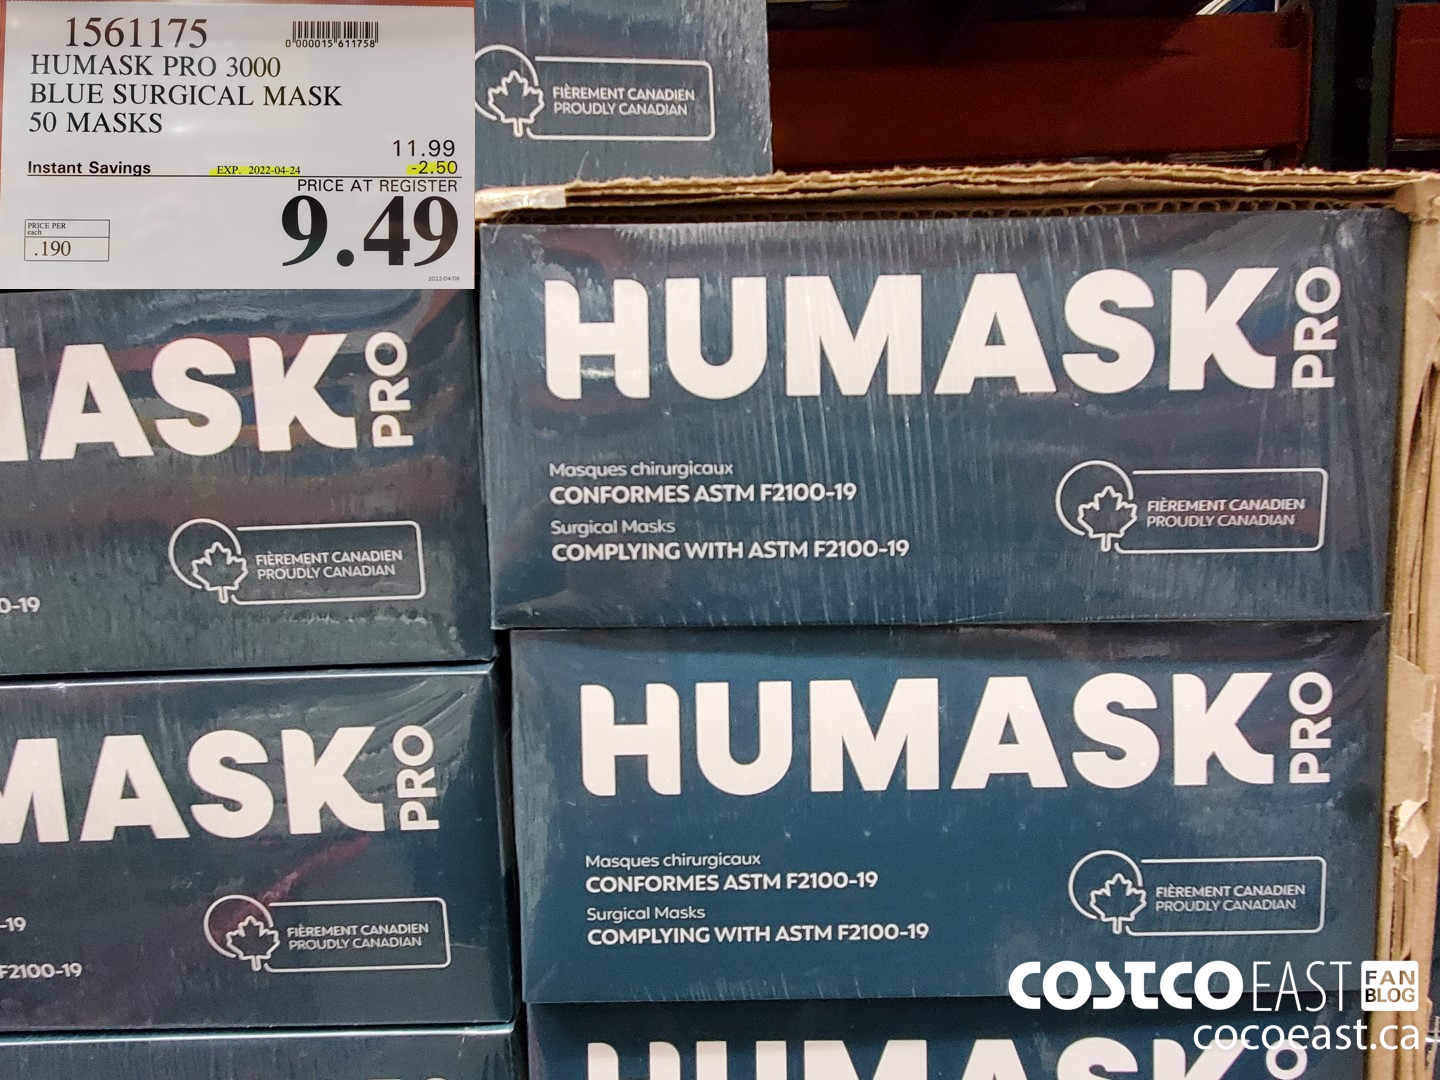 1561175
0 000015 611758
HUMASK PRO 3000
BLUE SURGICAL MASK
50 MASKS
11.99
Instant Savings EXP. 2022-04-24 -2.50
PRICE AT REGISTER
9.49
PRICE PER
each
.190
2022/04/06
FIÈREMENT CANADIEN
PROUDLY CANADIAN
HUMASK PRO
Masques chirurgicaux
CONFORMES ASTM F2100-19
Surgical Masks
COMPLYING WITH ASTM F2100-19
FIÈREMENT CANADIEN
PROUDLY CANADIAN
MASK PRO
FIÈREMENT CANADIEN
PROUDLY CANADIAN
0-19
HUMASK PRO
Masques chirurgicaux
CONFORMES ASTM F2100-19
Surgical Masks
COMPLYING WITH ASTM F2100-19
FIÈREMENT CANADIEN
PROUDLY CANADIAN
MASK PRO
-19
F2100-19
FIÈREMENT CANADIEN
PROUDLY CANADIAN
HUMASK
COSTCO EAST FAN BLOG
cocoeast.ca